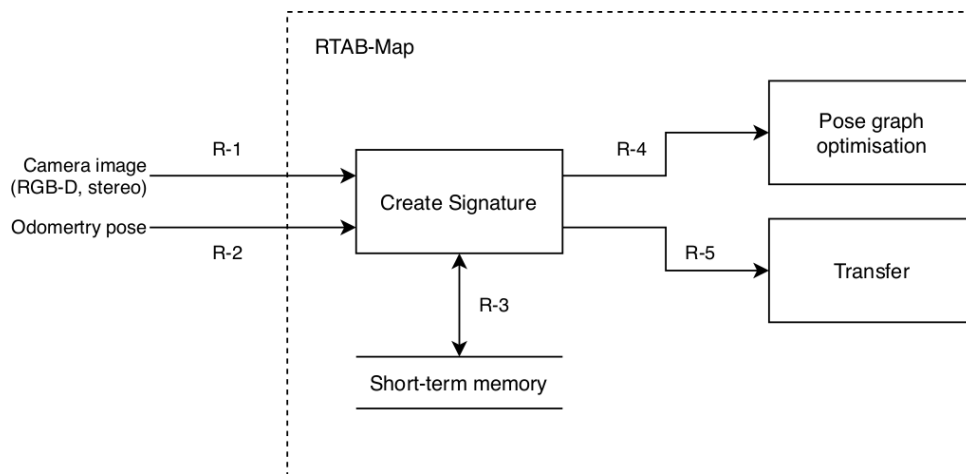 RTAB-Map
R-1
Camera image
(RGB-D, stereo)
Odomertry pose
R-2
Create Signature
R-3
Short-term memory
R-4
Pose graph
optimisation
R-5
Transfer